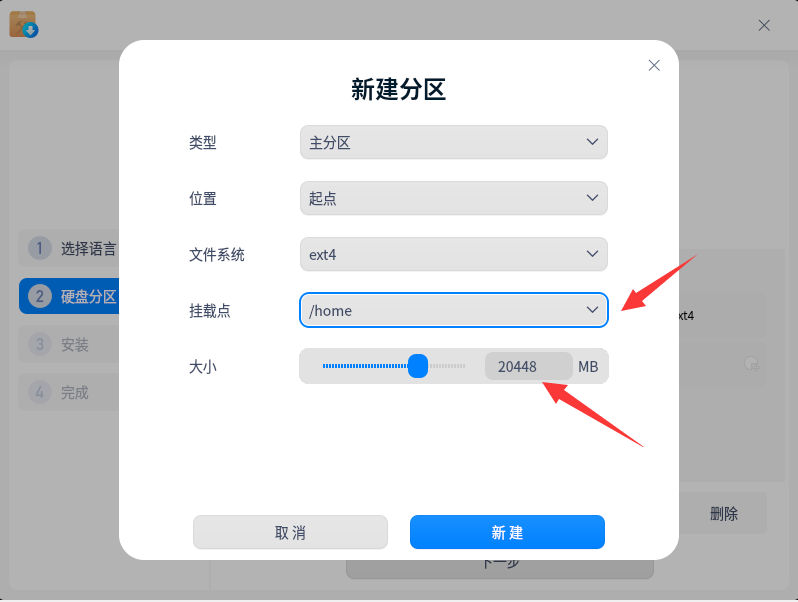 新建分区
类型 主分区
位置 起点
文件系统 ext4
挂载点 /home
大小 20448 MB
取消 新建
1 选择语言
2 硬盘分区
3 安装
4 完成
xt4
删除
下一步